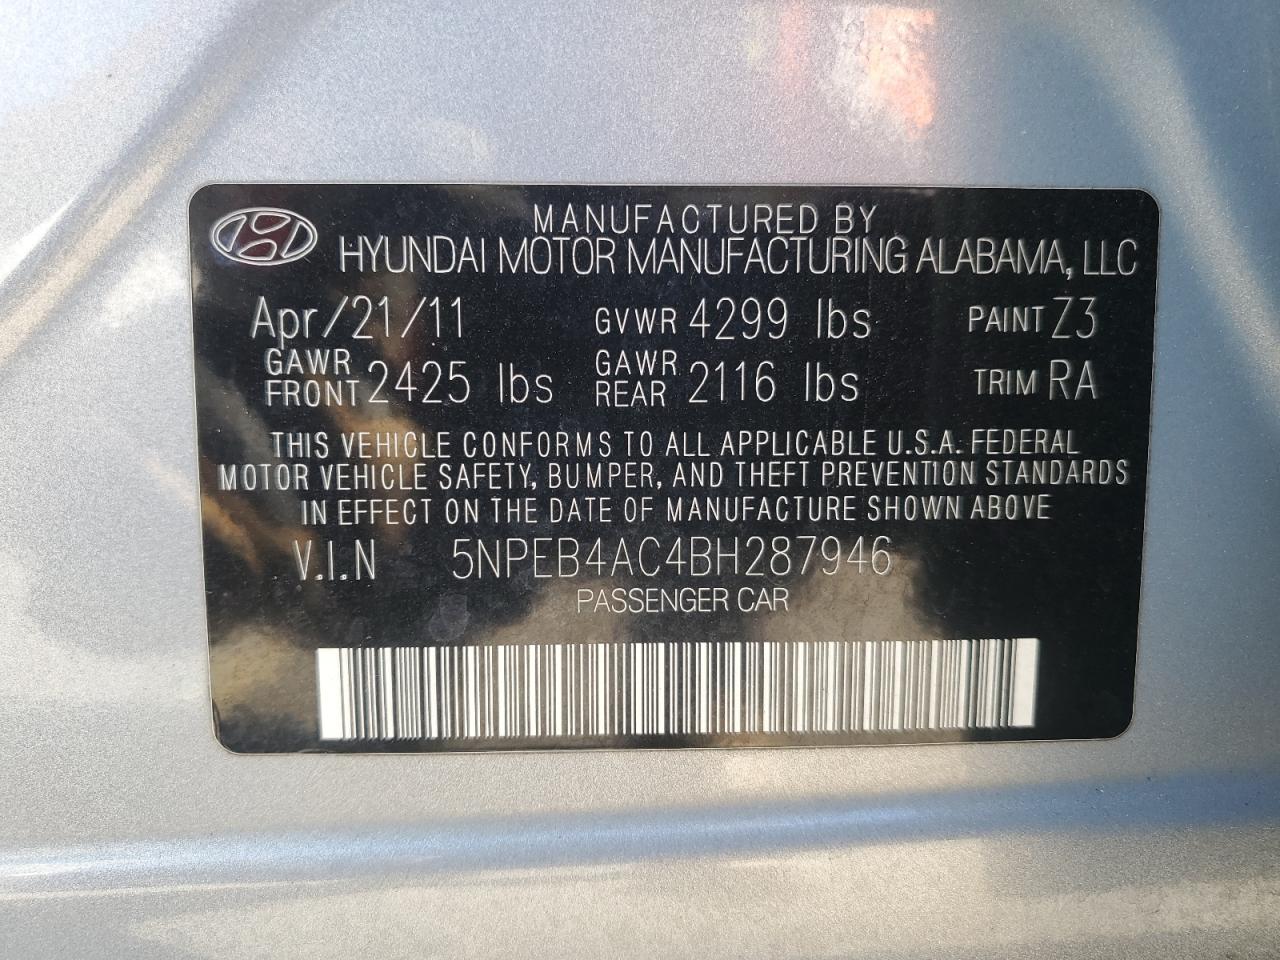 MANUFACTURED BY
HYUNDAI MOTOR MANUFACTURING ALABAMA, LLC
Apr/21/11 GVWR 4299 lbs PAINT Z3
GAWR FRONT 2425 lbs GAWR REAR 2116 lbs TRIM RA
THIS VEHICLE CONFORMS TO ALL APPLICABLE U.S.A. FEDERAL
MOTOR VEHICLE SAFETY, BUMPER, AND THEFT PREVENTION STANDARDS
IN EFFECT ON THE DATE OF MANUFACTURE SHOWN ABOVE
V.I.N 5NPEB4AC4BH287946
PASSENGER CAR